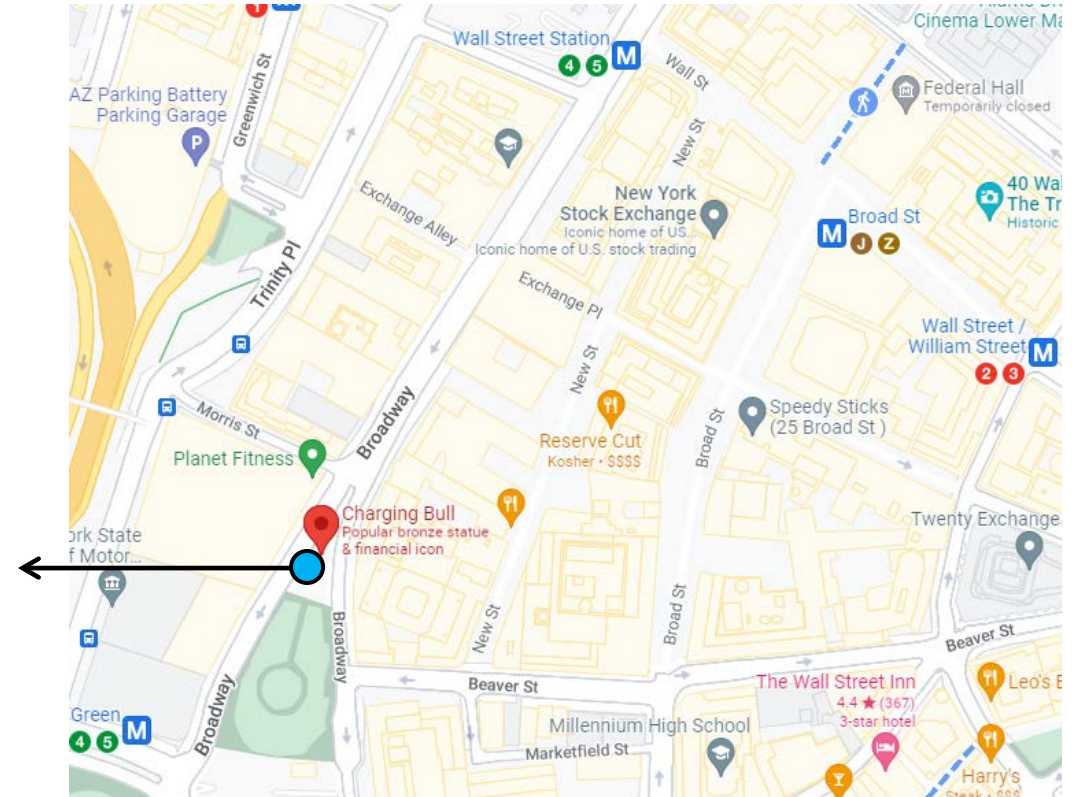 1
Cinema Lower Ma
Wall Street Station
4 5
M
Wall St
Federal Hall
Temporarily closed
AZ Parking Battery
Parking Garage
P
Greenwich St
New St
Exchange Alley
New York
Stock Exchange
Iconic home of US...
Iconic home of U.S. stock trading
40 Wal
The Tr
Historic
M
Broad St
J Z
Trinity Pl
Exchange Pl
Wall Street /
William Street
M
2 3
New St
Morris St
Broadway
Reserve Cut
Kosher • $$$$
Broad St
Speedy Sticks
(25 Broad St )
Planet Fitness
Charging Bull
Popular bronze statue
& financial icon
ork State
f Motor...
Twenty Exchange
New St
Broad St
Broadway
Beaver St
Beaver St
Broadway
The Wall Street Inn
4.4 ★ (367)
3-star hotel
Leo's B
Green
4 5
M
Millennium High School
Marketfield St
Harry's